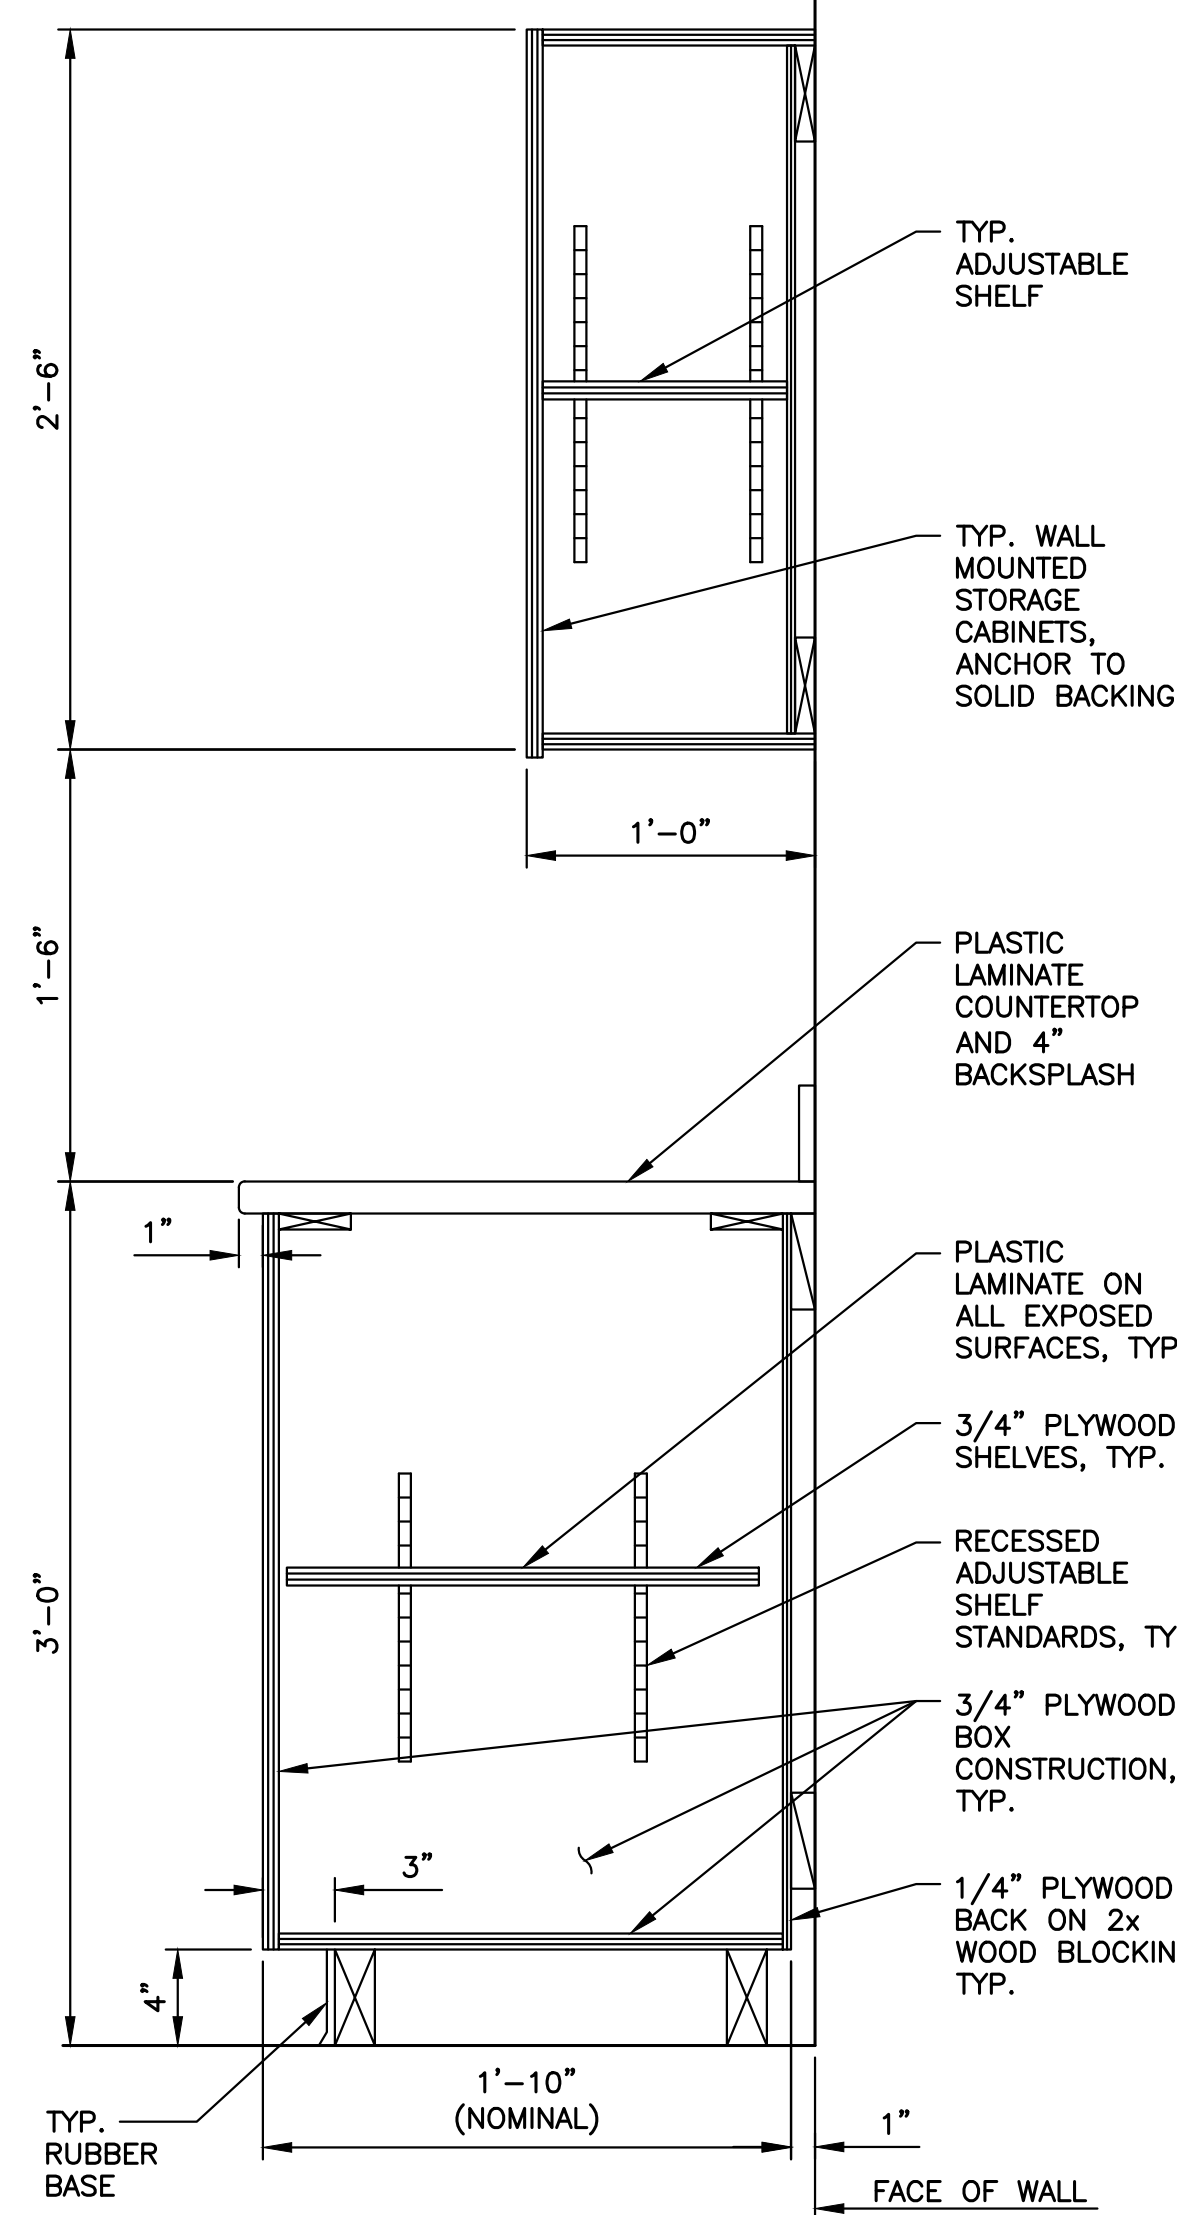 TYP.
ADJUSTABLE
SHELF
2'-6"
TYP. WALL
MOUNTED
STORAGE
CABINETS,
ANCHOR TO
SOLID BACKING
1'-0"
1'-6"
PLASTIC
LAMINATE
COUNTERTOP
AND 4"
BACKSPLASH
1"
PLASTIC
LAMINATE ON
ALL EXPOSED
SURFACES, TYP
3/4" PLYWOOD
SHELVES, TYP.
RECESSED
ADJUSTABLE
SHELF
STANDARDS, TY
3'-0"
3/4" PLYWOOD
BOX
CONSTRUCTION,
TYP.
3"
1/4" PLYWOOD
BACK ON 2x
WOOD BLOCKIN
TYP.
4"
1'-10"
(NOMINAL)
1"
TYP.
RUBBER
BASE
FACE OF WALL